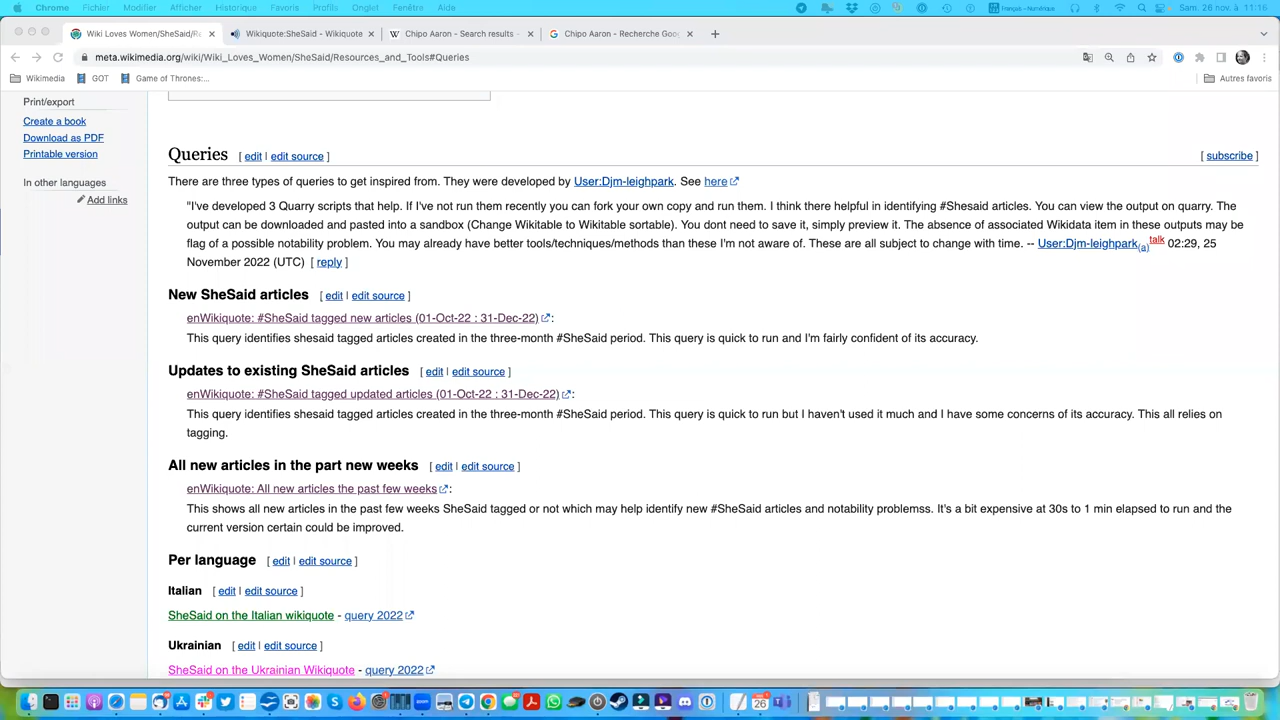 Chrome Fichier Modifier Afficher Historique Favoris Profils Onglet Fenêtre Aide Français – Numérique Sam. 26 nov. à 11:16
Wiki Loves Women/SheSaid/Re Wikiquote:SheSaid - Wikiquote Chipo Aaron - Search results - Chipo Aaron - Recherche Goo
meta.wikimedia.org/wiki/Wiki_Loves_Women/SheSaid/Resources_and_Tools#Queries
Wikimedia GOT Game of Thrones:... Autres favoris
Print/export
Create a book
Download as PDF
Printable version
In other languages
Add links
Queries [ edit | edit source ] [ subscribe ]
There are three types of queries to get inspired from. They were developed by User:Djm-leighpark. See here
"I've developed 3 Quarry scripts that help. If I've not run them recently you can fork your own copy and run them. I think there helpful in identifying #Shesaid articles. You can view the output on quarry. The
output can be downloaded and pasted into a sandbox (Change Wikitable to Wikitable sortable). You dont need to save it, simply preview it. The absence of associated Wikidata item in these outputs may be
flag of a possible notability problem. You may already have better tools/techniques/methods than these I'm not aware of. These are all subject to change with time. -- User:Djm-leighpark(a)talk 02:29, 25
November 2022 (UTC) [ reply ]
New SheSaid articles [ edit | edit source ]
enWikiquote: #SheSaid tagged new articles (01-Oct-22 : 31-Dec-22) :
This query identifies shesaid tagged articles created in the three-month #SheSaid period. This query is quick to run and I'm fairly confident of its accuracy.
Updates to existing SheSaid articles [ edit | edit source ]
enWikiquote: #SheSaid tagged updated articles (01-Oct-22 : 31-Dec-22) :
This query identifies shesaid tagged articles created in the three-month #SheSaid period. This query is quick to run but I haven't used it much and I have some concerns of its accuracy. This all relies on
tagging.
All new articles in the part new weeks [ edit | edit source ]
enWikiquote: All new articles the past few weeks :
This shows all new articles in the past few weeks SheSaid tagged or not which may help identify new #SheSaid articles and notability problemss. It's a bit expensive at 30s to 1 min elapsed to run and the
current version certain could be improved.
Per language [ edit | edit source ]
Italian [ edit | edit source ]
SheSaid on the Italian wikiquote - query 2022
Ukrainian [ edit | edit source ]
SheSaid on the Ukrainian Wikiquote - query 2022